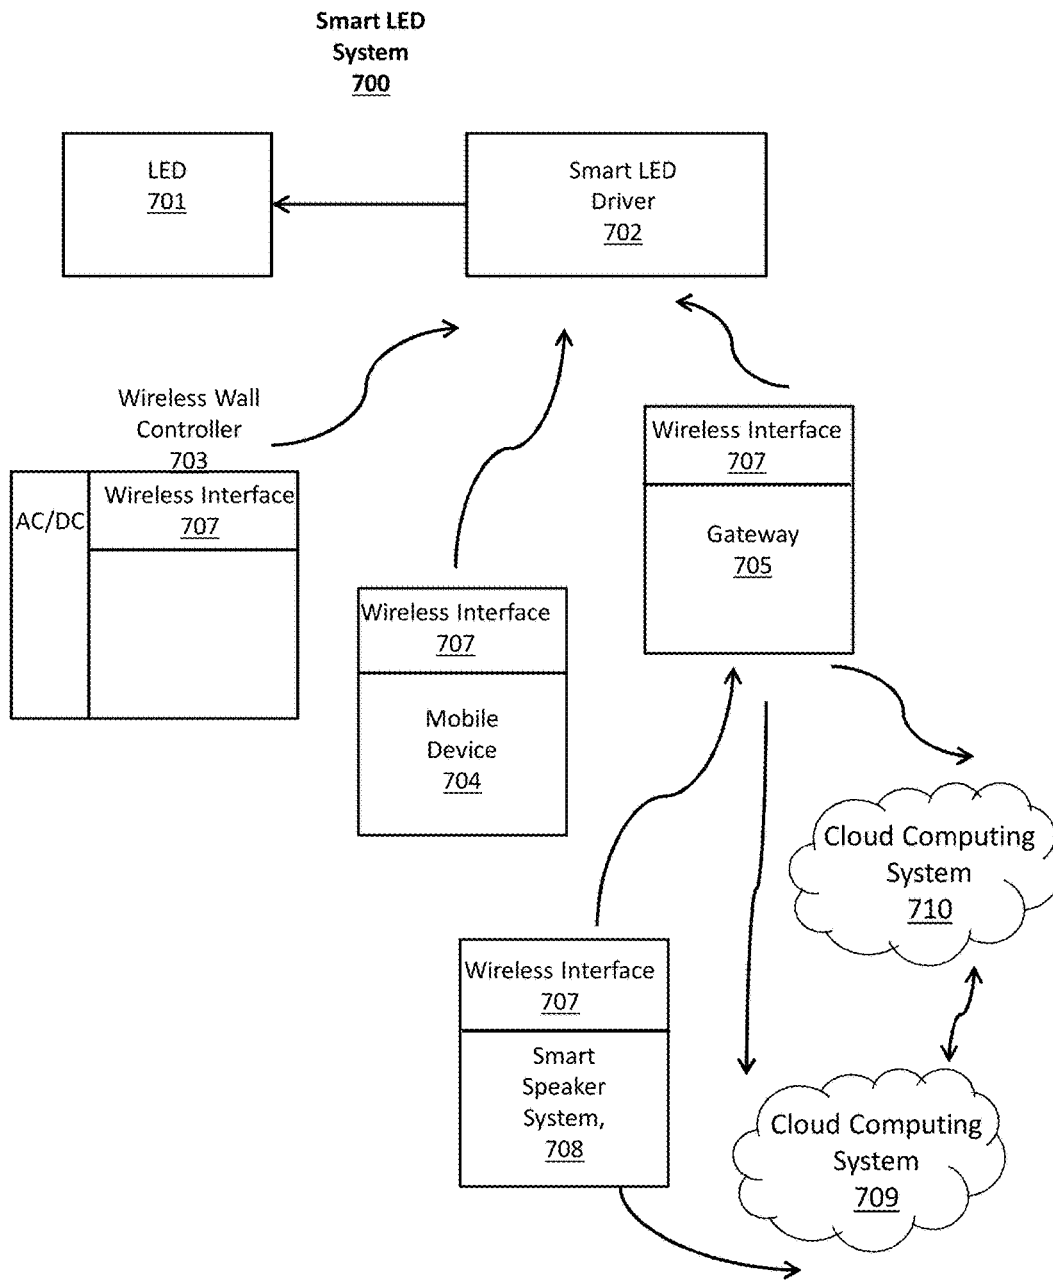 Smart LED
System
700
LED
701
Smart LED
Driver
702
Wireless Wall
Controller
703
AC/DC
Wireless Interface
707
Wireless Interface
707
Mobile
Device
704
Wireless Interface
707
Gateway
705
Cloud Computing
System
710
Wireless Interface
707
Smart
Speaker
System,
708
Cloud Computing
System
709